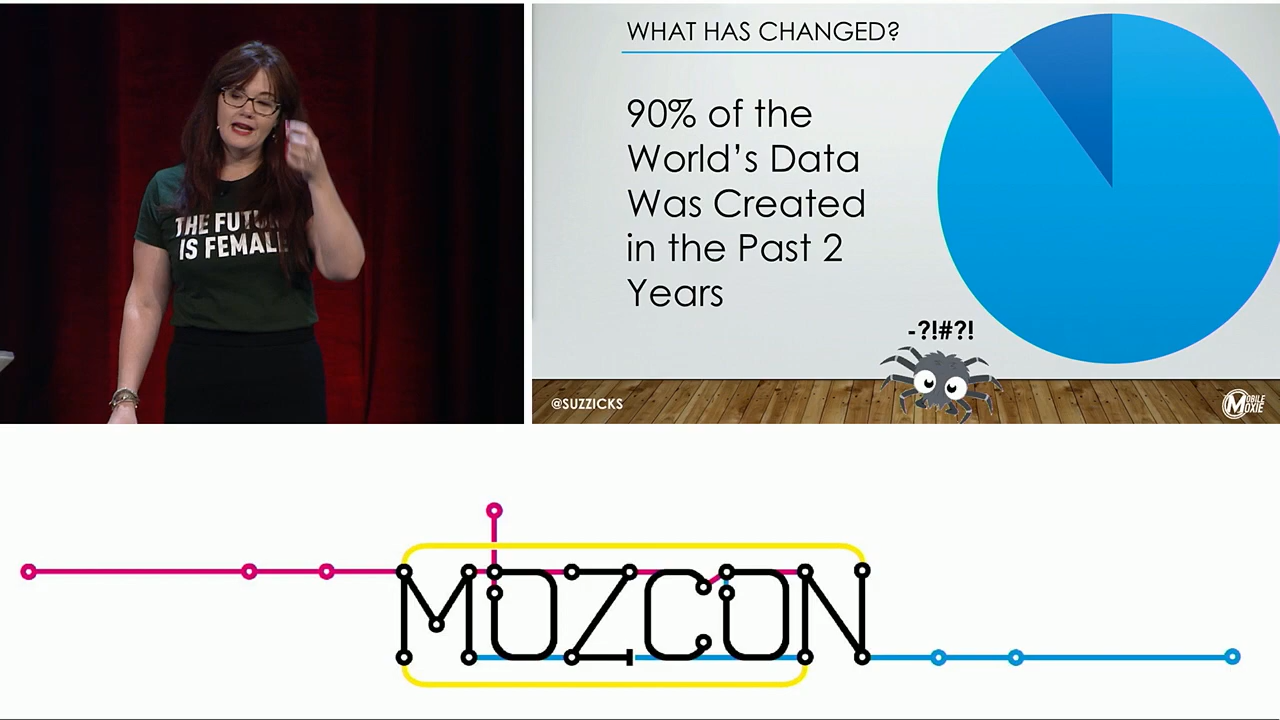 THE FUTU
IS FEMALE
WHAT HAS CHANGED?
90% of the
World's Data
Was Created
in the Past 2
Years
-?!#?!
@SUZZICKS
MOBILE
MOXIE
MOZCON